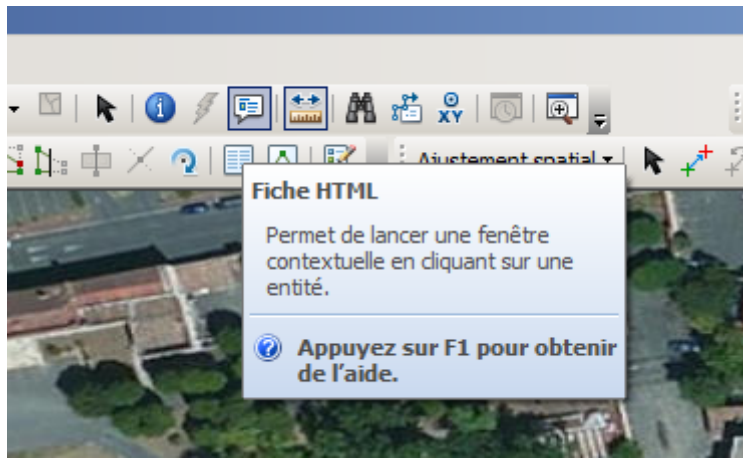 XY
Ajustement spatial
Fiche HTML
Permet de lancer une fenêtre
contextuelle en cliquant sur une
entité.
Appuyez sur F1 pour obtenir
de l'aide.